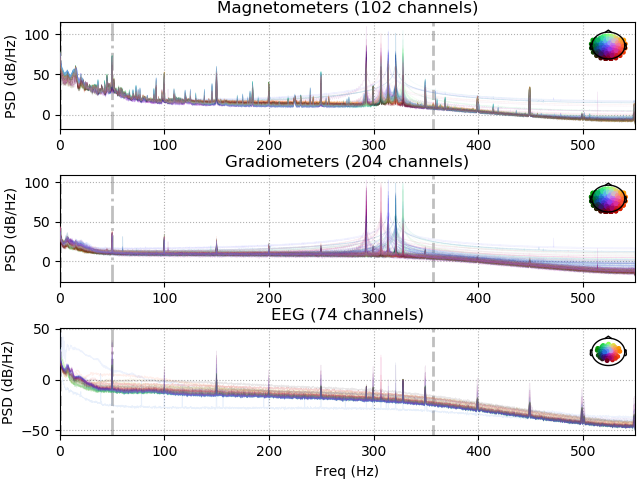 Magnetometers (102 channels)
100
50
0
PSD (dB/Hz)
0 100 200 300 400 500
Gradiometers (204 channels)
100
50
0
PSD (dB/Hz)
0 100 200 300 400 500
EEG (74 channels)
50
0
−50
PSD (dB/Hz)
0 100 200 300 400 500
Freq (Hz)